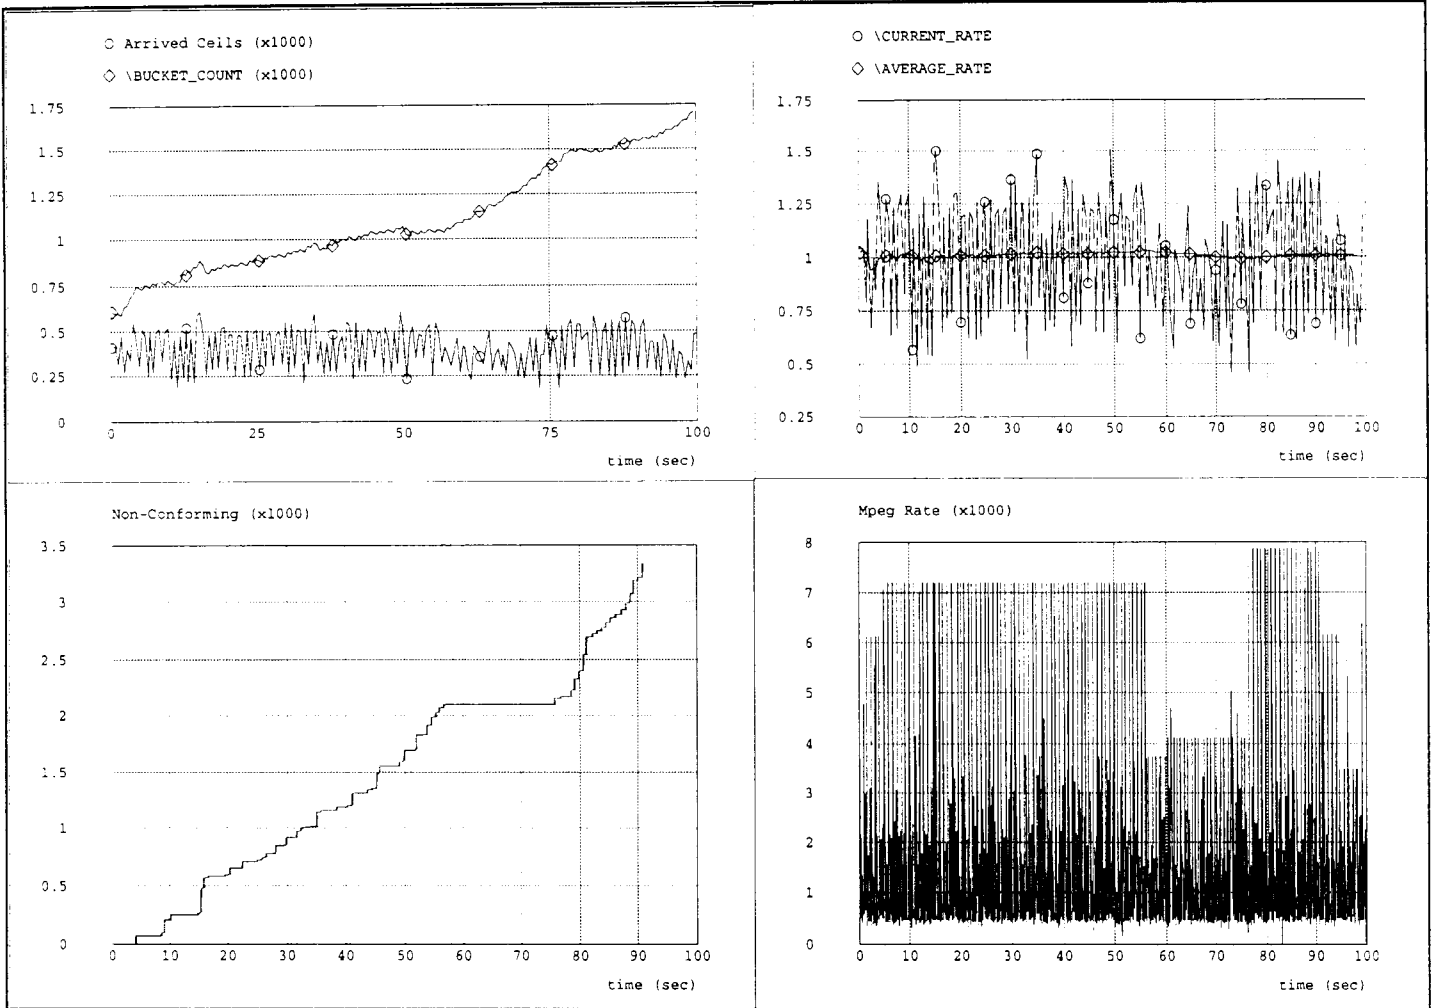 Arrived Cells (x1000)
\BUCKET_COUNT (x1000)
1.75
1.5
1.25
1
0.75
0.5
0.25
0
0 25 50 75 100
time (sec)
\CURRENT_RATE
\AVERAGE_RATE
1.75
1.5
1.25
1
0.75
0.5
0.25
0 10 20 30 40 50 60 70 80 90 100
time (sec)
Non-Conforming (x1000)
3.5
3
2.5
2
1.5
1
0.5
0
0 10 20 30 40 50 60 70 80 90 100
time (sec)
Mpeg Rate (x1000)
8
7
6
5
4
3
2
1
0
0 10 20 30 40 50 60 70 80 90 100
time (sec)